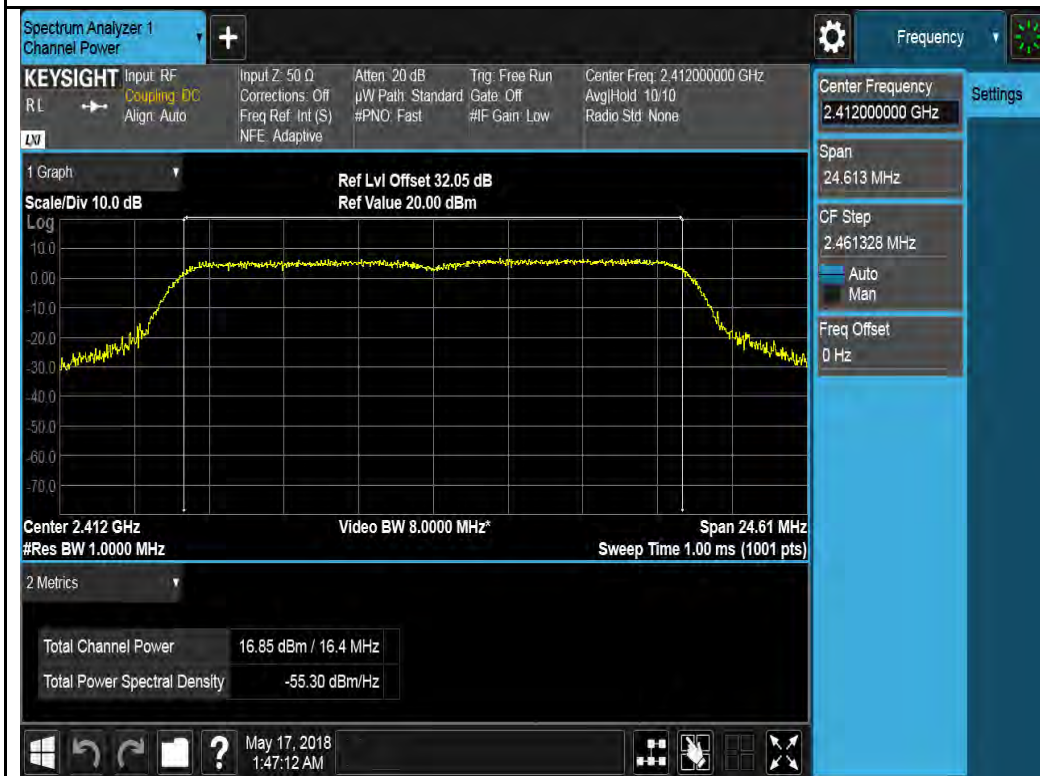 Spectrum Analyzer 1
Channel Power
+
Frequency
KEYSIGHT
R L
LXI
Input: RF
Coupling: DC
Align: Auto
Input Z: 50 Ω
Corrections: Off
Freq Ref: Int (S)
NFE: Adaptive
Atten: 20 dB
µW Path: Standard
#PNO: Fast
Trig: Free Run
Gate: Off
#IF Gain: Low
Center Freq: 2.412000000 GHz
Avg|Hold: 10/10
Radio Std: None
1 Graph
Scale/Div 10.0 dB
Ref Lvl Offset 32.05 dB
Ref Value 20.00 dBm
Log
10.0
0.00
-10.0
-20.0
-30.0
-40.0
-50.0
-60.0
-70.0
Center 2.412 GHz
#Res BW 1.0000 MHz
Video BW 8.0000 MHz*
Span 24.61 MHz
Sweep Time 1.00 ms (1001 pts)
2 Metrics
Total Channel Power 16.85 dBm / 16.4 MHz
Total Power Spectral Density -55.30 dBm/Hz
Center Frequency
2.412000000 GHz
Settings
Span
24.613 MHz
CF Step
2.461328 MHz
Auto
Man
Freq Offset
0 Hz
?
May 17, 2018
1:47:12 AM